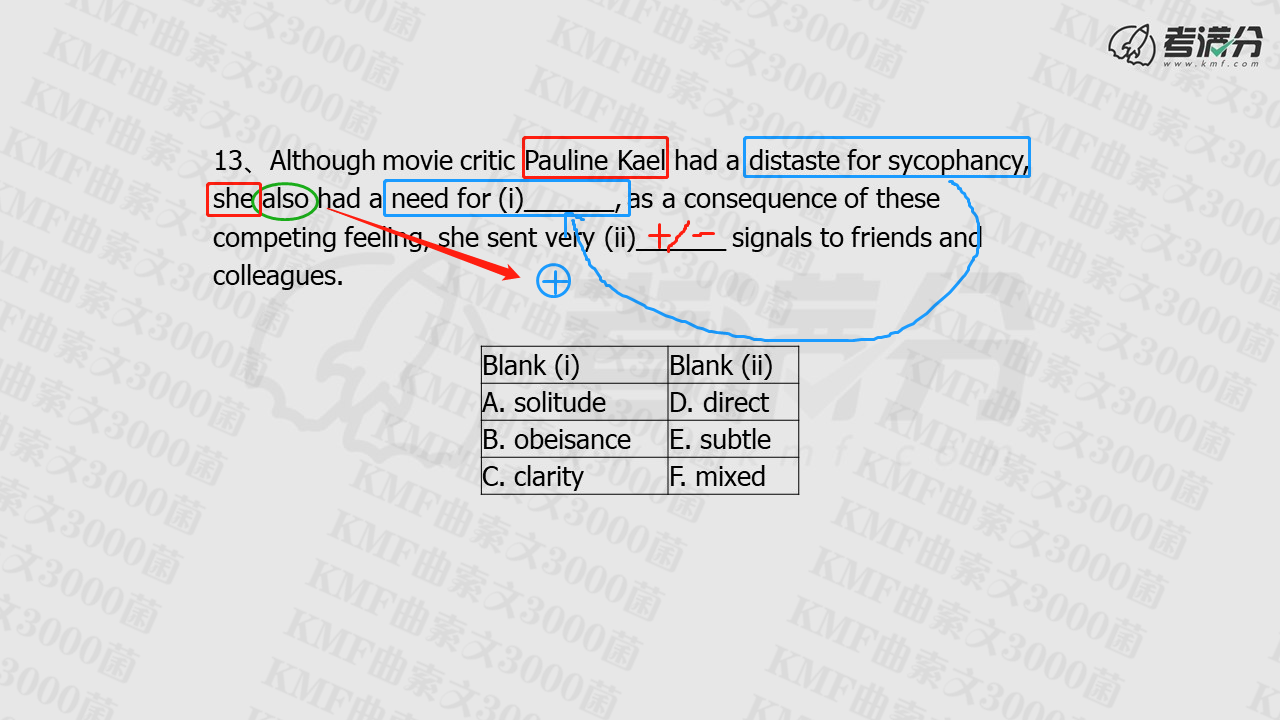 考满分
www.kmf.com
13、Although movie critic Pauline Kael had a distaste for sycophancy,
she also had a need for (i)_______, as a consequence of these
competing feeling, she sent very (ii)_______ signals to friends and
colleagues.
Blank (i) Blank (ii)
A. solitude D. direct
B. obeisance E. subtle
C. clarity F. mixed
KMF曲索文3000菌